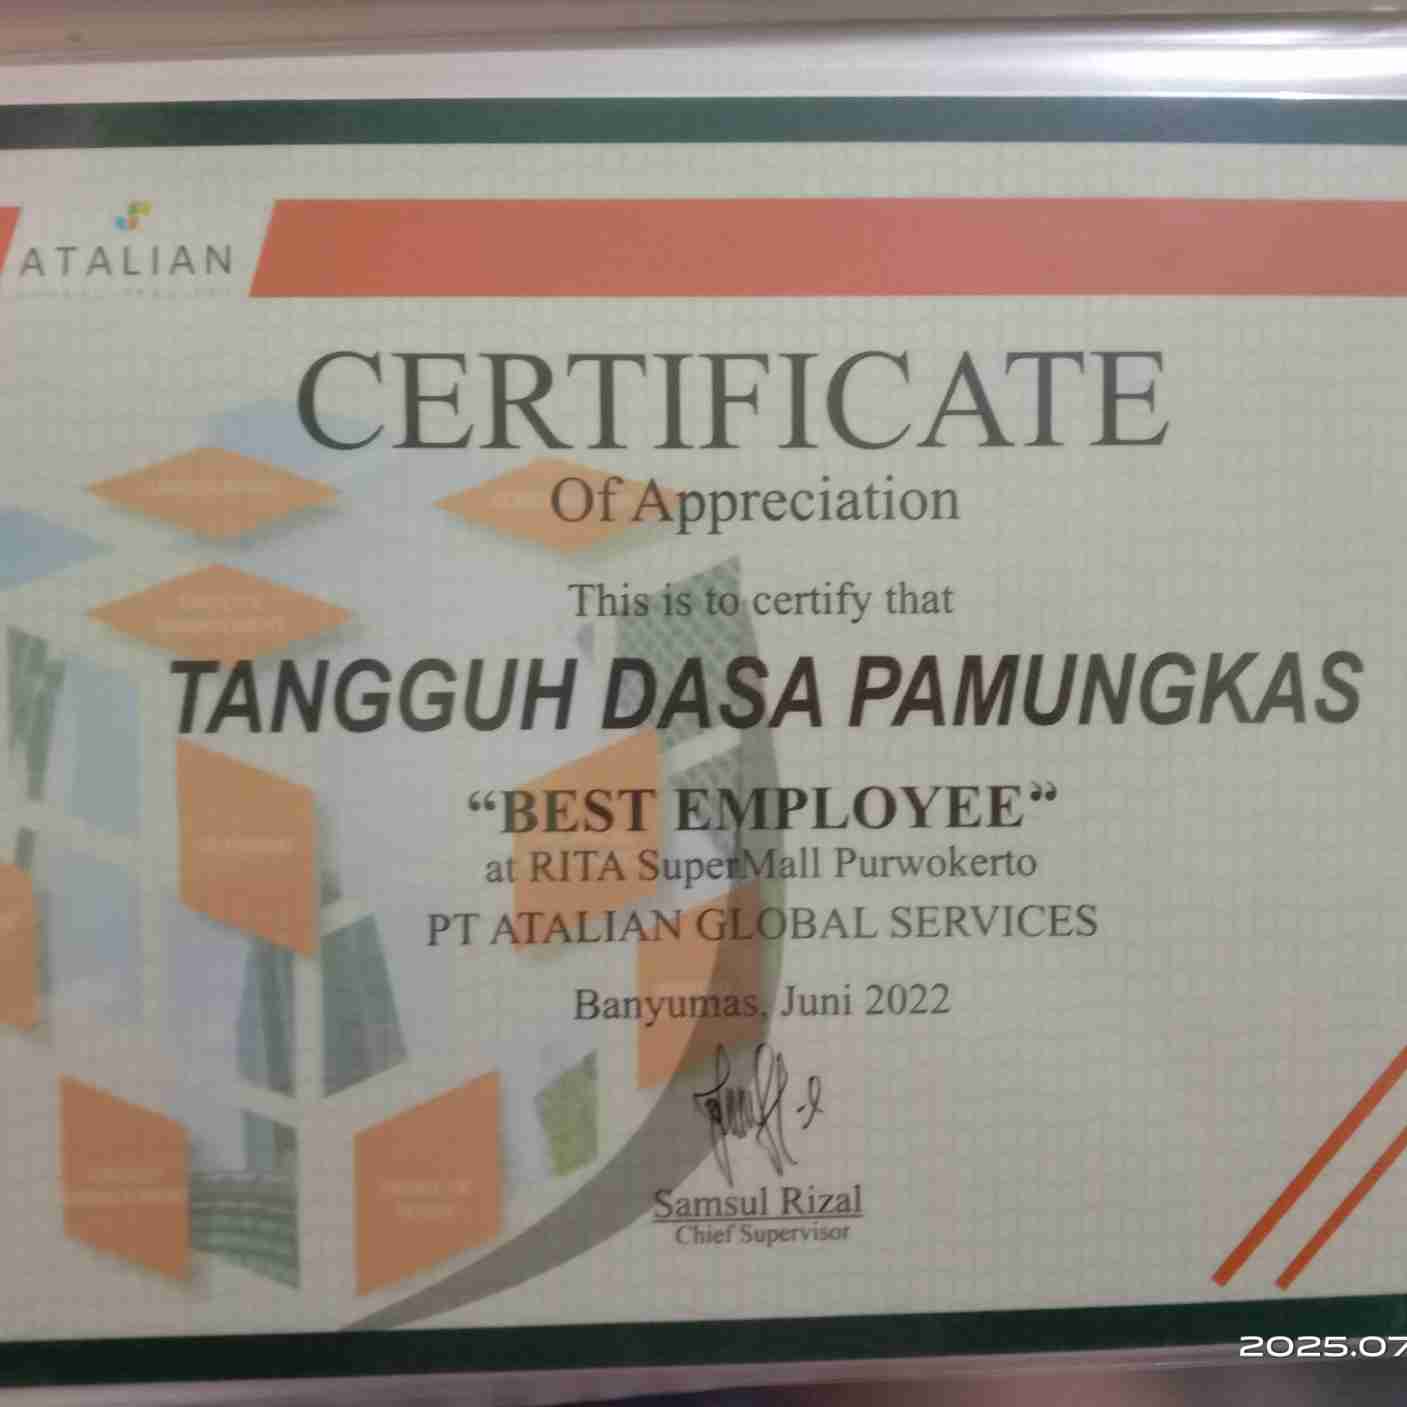 ATALIAN
CERTIFICATE
Of Appreciation
This is to certify that
TANGGUH DASA PAMUNGKAS
“BEST EMPLOYEE”
at RITA SuperMall Purwokerto
PT ATALIAN GLOBAL SERVICES
Banyumas, Juni 2022
Samsul Rizal
Chief Supervisor
2025.07